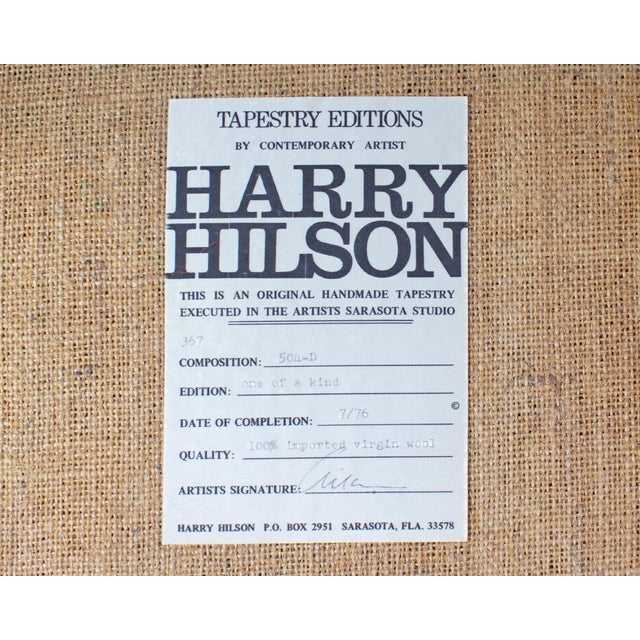 TAPESTRY EDITIONS
BY CONTEMPORARY ARTIST
HARRY
HILSON
THIS IS AN ORIGINAL HANDMADE TAPESTRY
EXECUTED IN THE ARTISTS SARASOTA STUDIO
367
COMPOSITION: 504-D
EDITION: one of a kind
©
DATE OF COMPLETION: 7/76
QUALITY: 100% imported virgin wool
ARTISTS SIGNATURE: Hilson
HARRY HILSON P.O. BOX 2951 SARASOTA, FLA. 33578